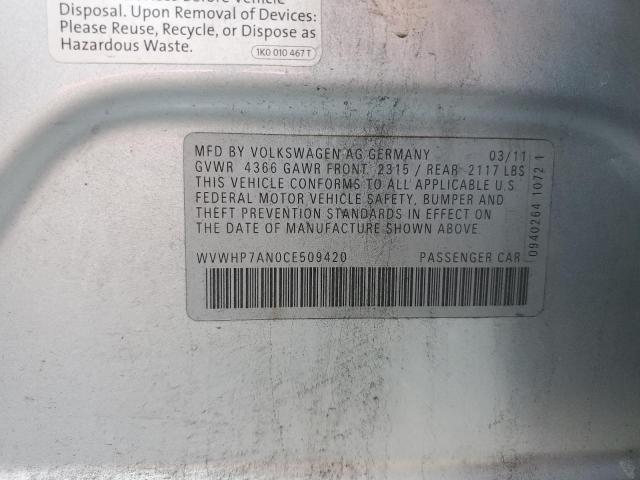 Disposal. Upon Removal of Devices:
Please Reuse, Recycle, or Dispose as
Hazardous Waste.
1K0 010 467 T
MFD BY VOLKSWAGEN AG GERMANY 03/11
GVWR 4366 GAWR FRONT 2315 / REAR 2117 LBS
THIS VEHICLE CONFORMS TO ALL APPLICABLE U.S
FEDERAL MOTOR VEHICLE SAFETY, BUMPER AND
THEFT PREVENTION STANDARDS IN EFFECT ON
THE DATE OF MANUFACTURE SHOWN ABOVE.
WVWHP7AN0CE509420 PASSENGER CAR
0940264 1072 1